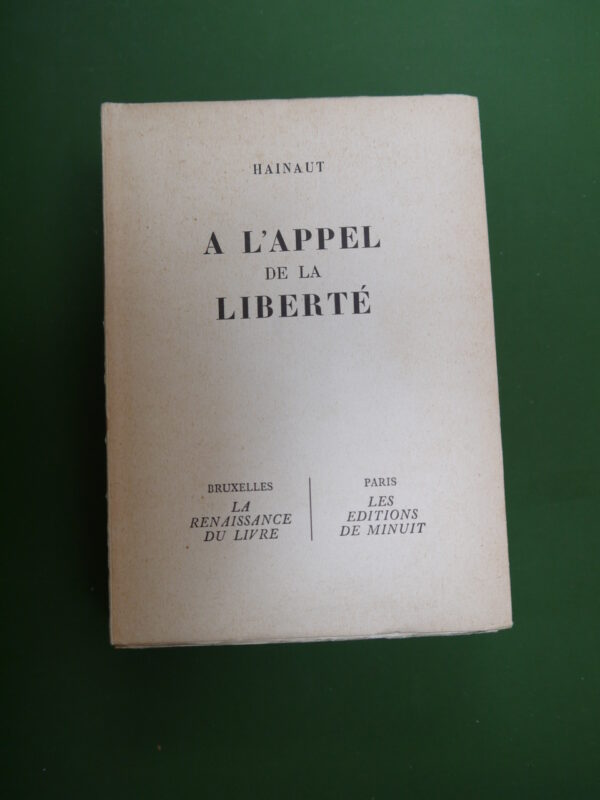 HAINAUT
A L'APPEL
DE LA
LIBERTÉ
BRUXELLES
LA
RENAISSANCE
DU LIVRE
PARIS
LES
EDITIONS
DE MINUIT